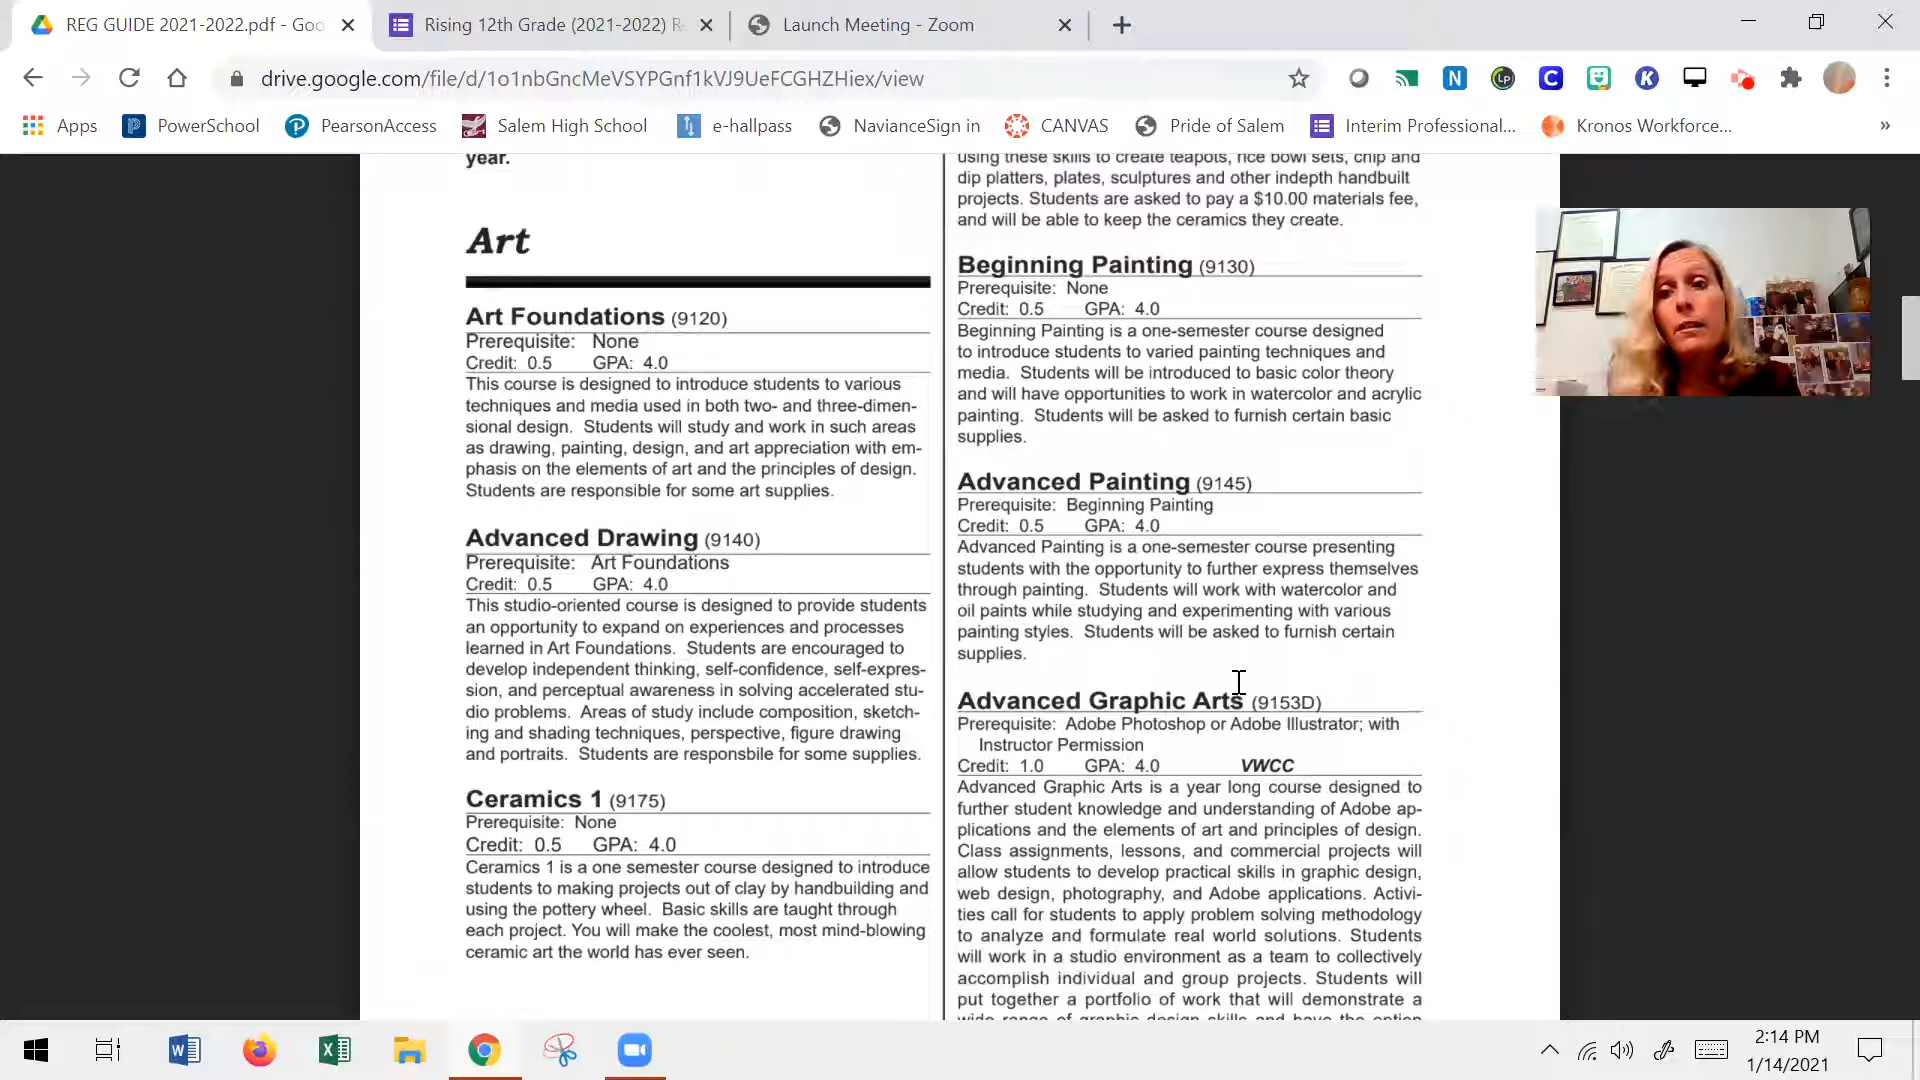 REG GUIDE 2021-2022.pdf - Goo
Rising 12th Grade (2021-2022) R
Launch Meeting - Zoom
drive.google.com/file/d/1o1nbGncMeVSYPGnf1kVJ9UeFCGHZHiex/view
Apps
PowerSchool
PearsonAccess
Salem High School
e-hallpass
NavianceSign in
CANVAS
Pride of Salem
Interim Professional...
Kronos Workforce...
year.
Art
Art Foundations (9120)
Prerequisite: None
Credit: 0.5 GPA: 4.0
This course is designed to introduce students to various
techniques and media used in both two- and three-dimen-
sional design. Students will study and work in such areas
as drawing, painting, design, and art appreciation with em-
phasis on the elements of art and the principles of design.
Students are responsible for some art supplies.
Advanced Drawing (9140)
Prerequisite: Art Foundations
Credit: 0.5 GPA: 4.0
This studio-oriented course is designed to provide students
an opportunity to expand on experiences and processes
learned in Art Foundations. Students are encouraged to
develop independent thinking, self-confidence, self-expres-
sion, and perceptual awareness in solving accelerated stu-
dio problems. Areas of study include composition, sketch-
ing and shading techniques, perspective, figure drawing
and portraits. Students are responsbile for some supplies.
Ceramics 1 (9175)
Prerequisite: None
Credit: 0.5 GPA: 4.0
Ceramics 1 is a one semester course designed to introduce
students to making projects out of clay by handbuilding and
using the pottery wheel. Basic skills are taught through
each project. You will make the coolest, most mind-blowing
ceramic art the world has ever seen.
using these skills to create teapots, rice bowl sets, chip and
dip platters, plates, sculptures and other indepth handbuilt
projects. Students are asked to pay a $10.00 materials fee,
and will be able to keep the ceramics they create.
Beginning Painting (9130)
Prerequisite: None
Credit: 0.5 GPA: 4.0
Beginning Painting is a one-semester course designed
to introduce students to varied painting techniques and
media. Students will be introduced to basic color theory
and will have opportunities to work in watercolor and acrylic
painting. Students will be asked to furnish certain basic
supplies.
Advanced Painting (9145)
Prerequisite: Beginning Painting
Credit: 0.5 GPA: 4.0
Advanced Painting is a one-semester course presenting
students with the opportunity to further express themselves
through painting. Students will work with watercolor and
oil paints while studying and experimenting with various
painting styles. Students will be asked to furnish certain
supplies.
Advanced Graphic Arts (9153D)
Prerequisite: Adobe Photoshop or Adobe Illustrator; with
Instructor Permission
Credit: 1.0 GPA: 4.0 VWCC
Advanced Graphic Arts is a year long course designed to
further student knowledge and understanding of Adobe ap-
plications and the elements of art and principles of design.
Class assignments, lessons, and commercial projects will
allow students to develop practical skills in graphic design,
web design, photography, and Adobe applications. Activi-
ties call for students to apply problem solving methodology
to analyze and formulate real world solutions. Students
will work in a studio environment as a team to collectively
accomplish individual and group projects. Students will
put together a portfolio of work that will demonstrate a
wide range of graphic design skills and have the option
2:14 PM
1/14/2021